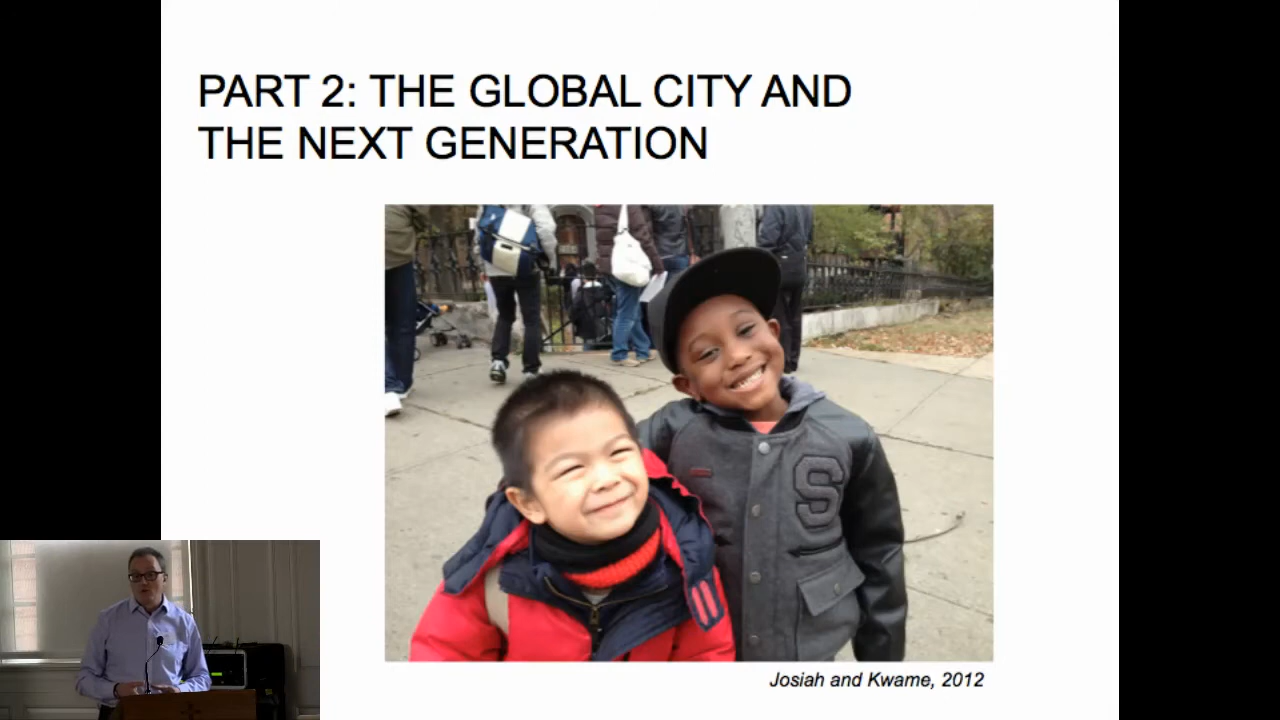 PART 2: THE GLOBAL CITY AND
THE NEXT GENERATION
S
Josiah and Kwame, 2012